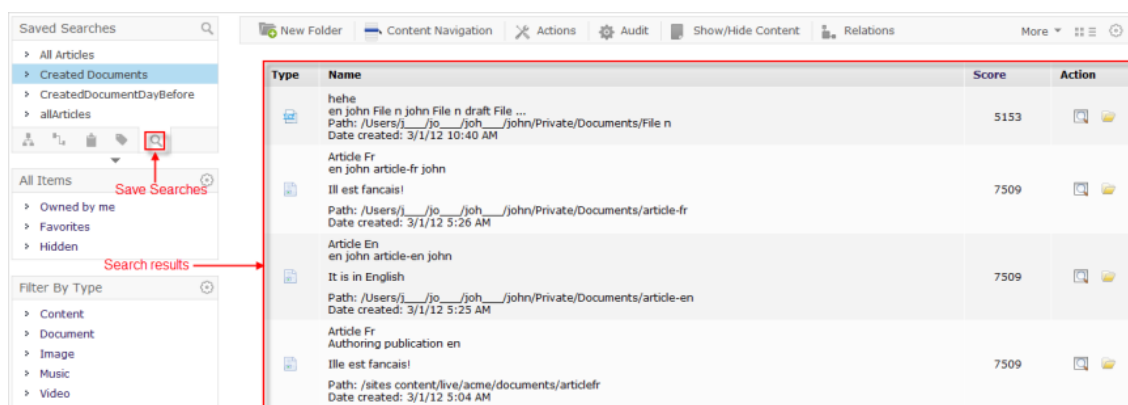 Saved Searches
All Articles
Created Documents
CreatedDocumentDayBefore
allArticles
Save Searches
All Items
Owned by me
Favorites
Hidden
Search results
Filter By Type
Content
Document
Image
Music
Video
New Folder Content Navigation Actions Audit Show/Hide Content Relations More
Type Name Score Action
hehe
en john File n john File n draft File ...
Path: /Users/j___/jo___/joh___/john/Private/Documents/File n
Date created: 3/1/12 10:40 AM
5153
Article Fr
en john article-fr john
Ill est fancais!
Path: /Users/j___/jo___/joh___/john/Private/Documents/article-fr
Date created: 3/1/12 5:26 AM
7509
Article En
en john article-en john
It is in English
Path: /Users/j___/jo___/joh___/john/Private/Documents/article-en
Date created: 3/1/12 5:25 AM
7509
Article Fr
Authoring publication en
Ille est fancais!
Path: /sites content/live/acme/documents/articlefr
Date created: 3/1/12 5:04 AM
7509